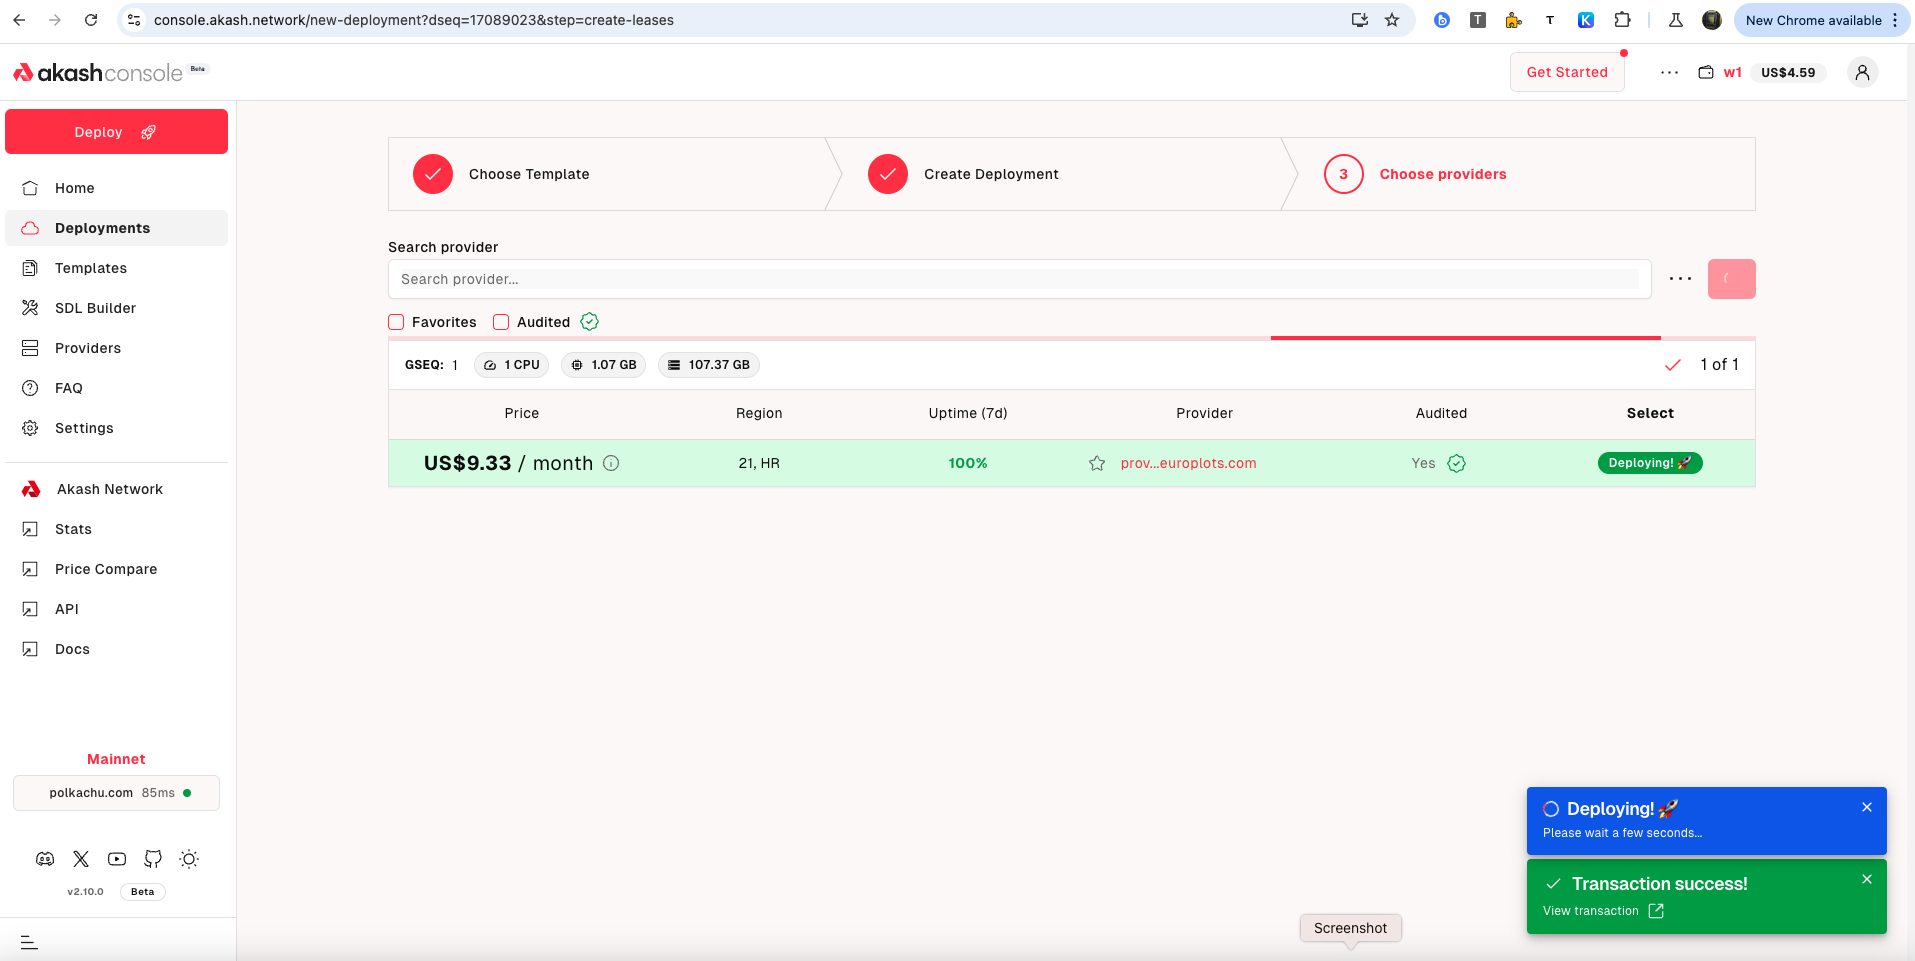 console.akash.network/new-deployment?dseq=17089023&step=create-leases
New Chrome available
akashconsole Beta
Get Started
w1 US$4.59
Deploy
Home
Deployments
Templates
SDL Builder
Providers
FAQ
Settings
Akash Network
Stats
Price Compare
API
Docs
Mainnet
polkachu.com 85ms
v2.10.0 Beta
Choose Template
Create Deployment
3 Choose providers
Search provider
Search provider...
Favorites Audited
GSEQ: 1 1 CPU 1.07 GB 107.37 GB 1 of 1
Price Region Uptime (7d) Provider Audited Select
US$9.33 / month 21, HR 100% prov...europlots.com Yes Deploying! 🚀
Deploying! 🚀
Please wait a few seconds...
Transaction success!
View transaction
Screenshot